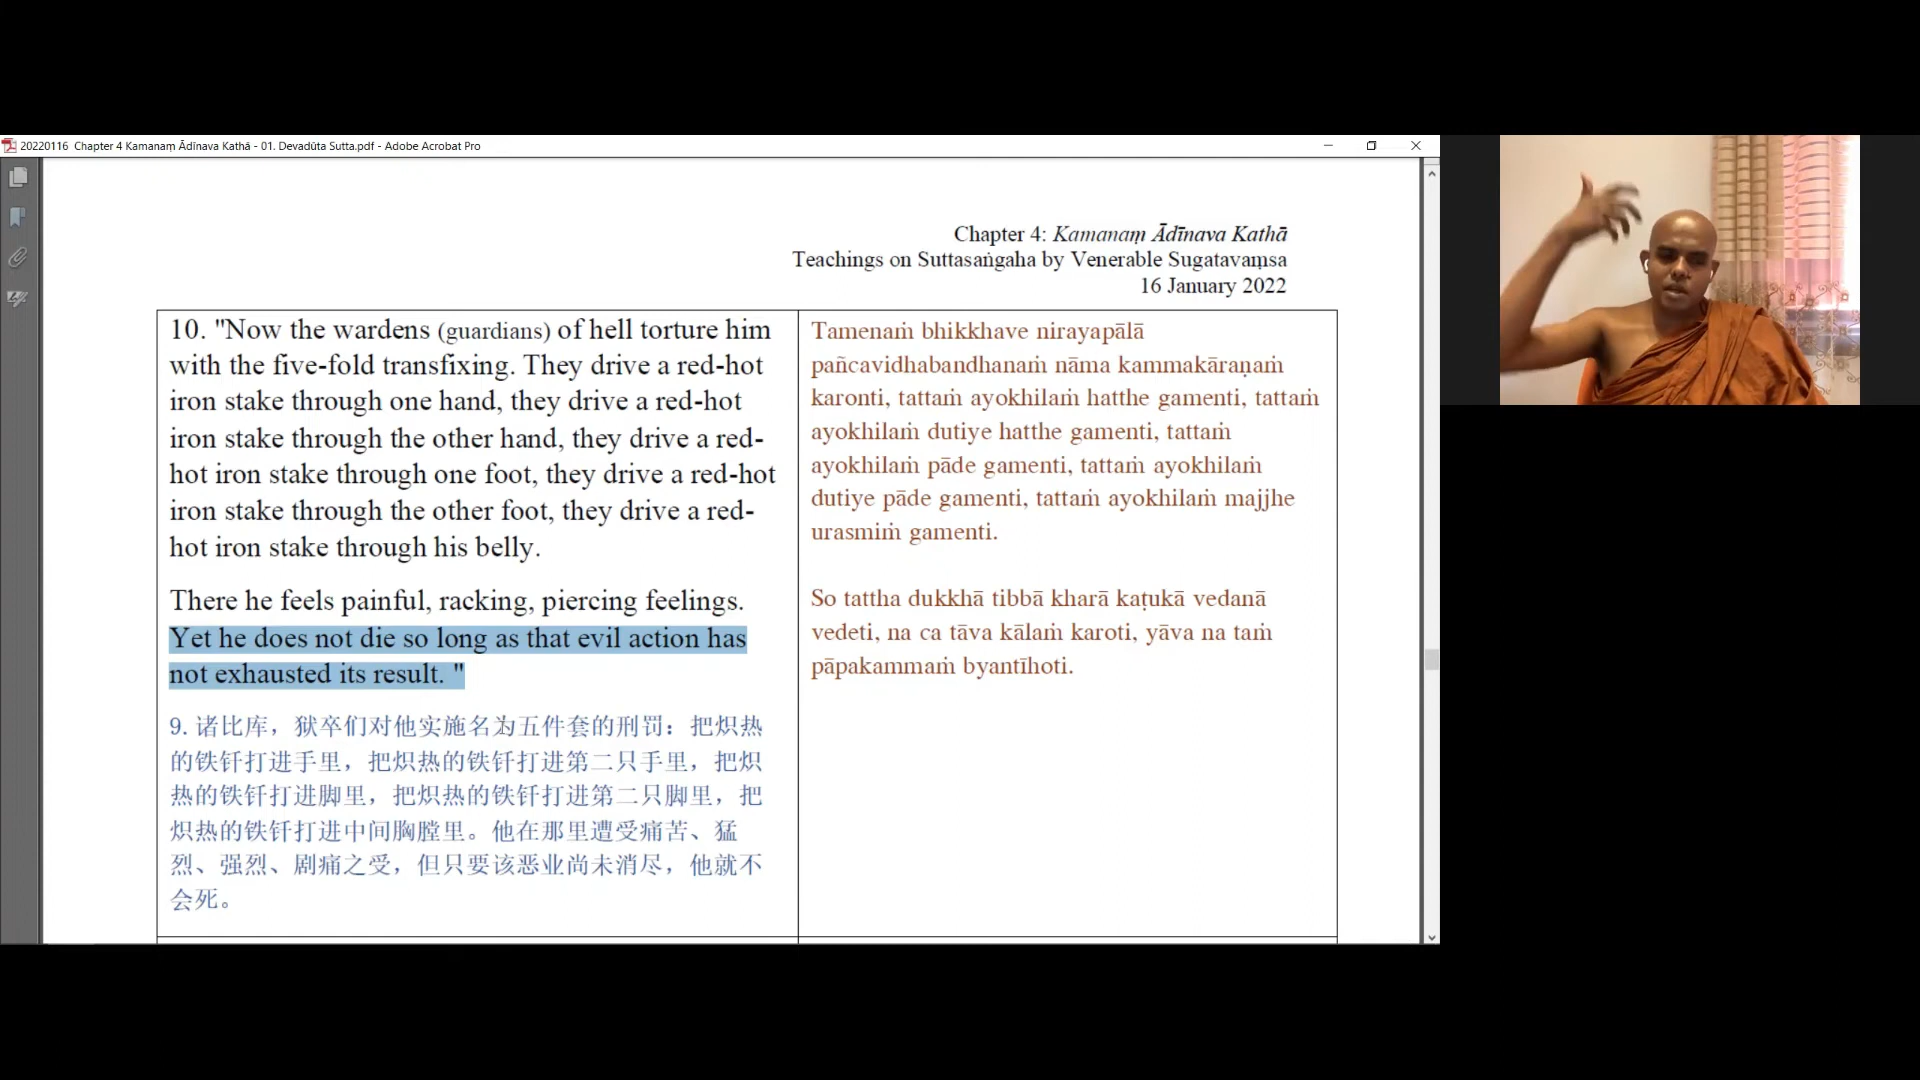 20220116  Chapter 4 Kamanaṃ Ādīnava Kathā - 01. Devadūta Sutta.pdf - Adobe Acrobat Pro
Chapter 4: Kamanaṃ Ādīnava Kathā
Teachings on Suttasaṅgaha by Venerable Sugatavaṃsa
16 January 2022
10. "Now the wardens (guardians) of hell torture him
with the five-fold transfixing. They drive a red-hot
iron stake through one hand, they drive a red-hot
iron stake through the other hand, they drive a red-
hot iron stake through one foot, they drive a red-hot
iron stake through the other foot, they drive a red-
hot iron stake through his belly.
There he feels painful, racking, piercing feelings.
Yet he does not die so long as that evil action has
not exhausted its result. "
9. 诸比库，狱卒们对他实施名为五件套的刑罚：把炽热
的铁钎打进手里，把炽热的铁钎打进第二只手里，把炽
热的铁钎打进脚里，把炽热的铁钎打进第二只脚里，把
炽热的铁钎打进中间胸膛里。他在那里遭受痛苦、猛
烈、强烈、剧痛之受，但只要该恶业尚未消尽，他就不
会死。
Tamenaṁ bhikkhave nirayapālā
pañcavidhabandhanaṁ nāma kammakāraṇaṁ
karonti, tattaṁ ayokhilaṁ hatthe gamenti, tattaṁ
ayokhilaṁ dutiye hatthe gamenti, tattaṁ
ayokhilaṁ pāde gamenti, tattaṁ ayokhilaṁ
dutiye pāde gamenti, tattaṁ ayokhilaṁ majjhe
urasmiṁ gamenti.
So tattha dukkhā tibbā kharā kaṭukā vedanā
vedeti, na ca tāva kālaṁ karoti, yāva na taṁ
pāpakammaṁ byantīhoti.